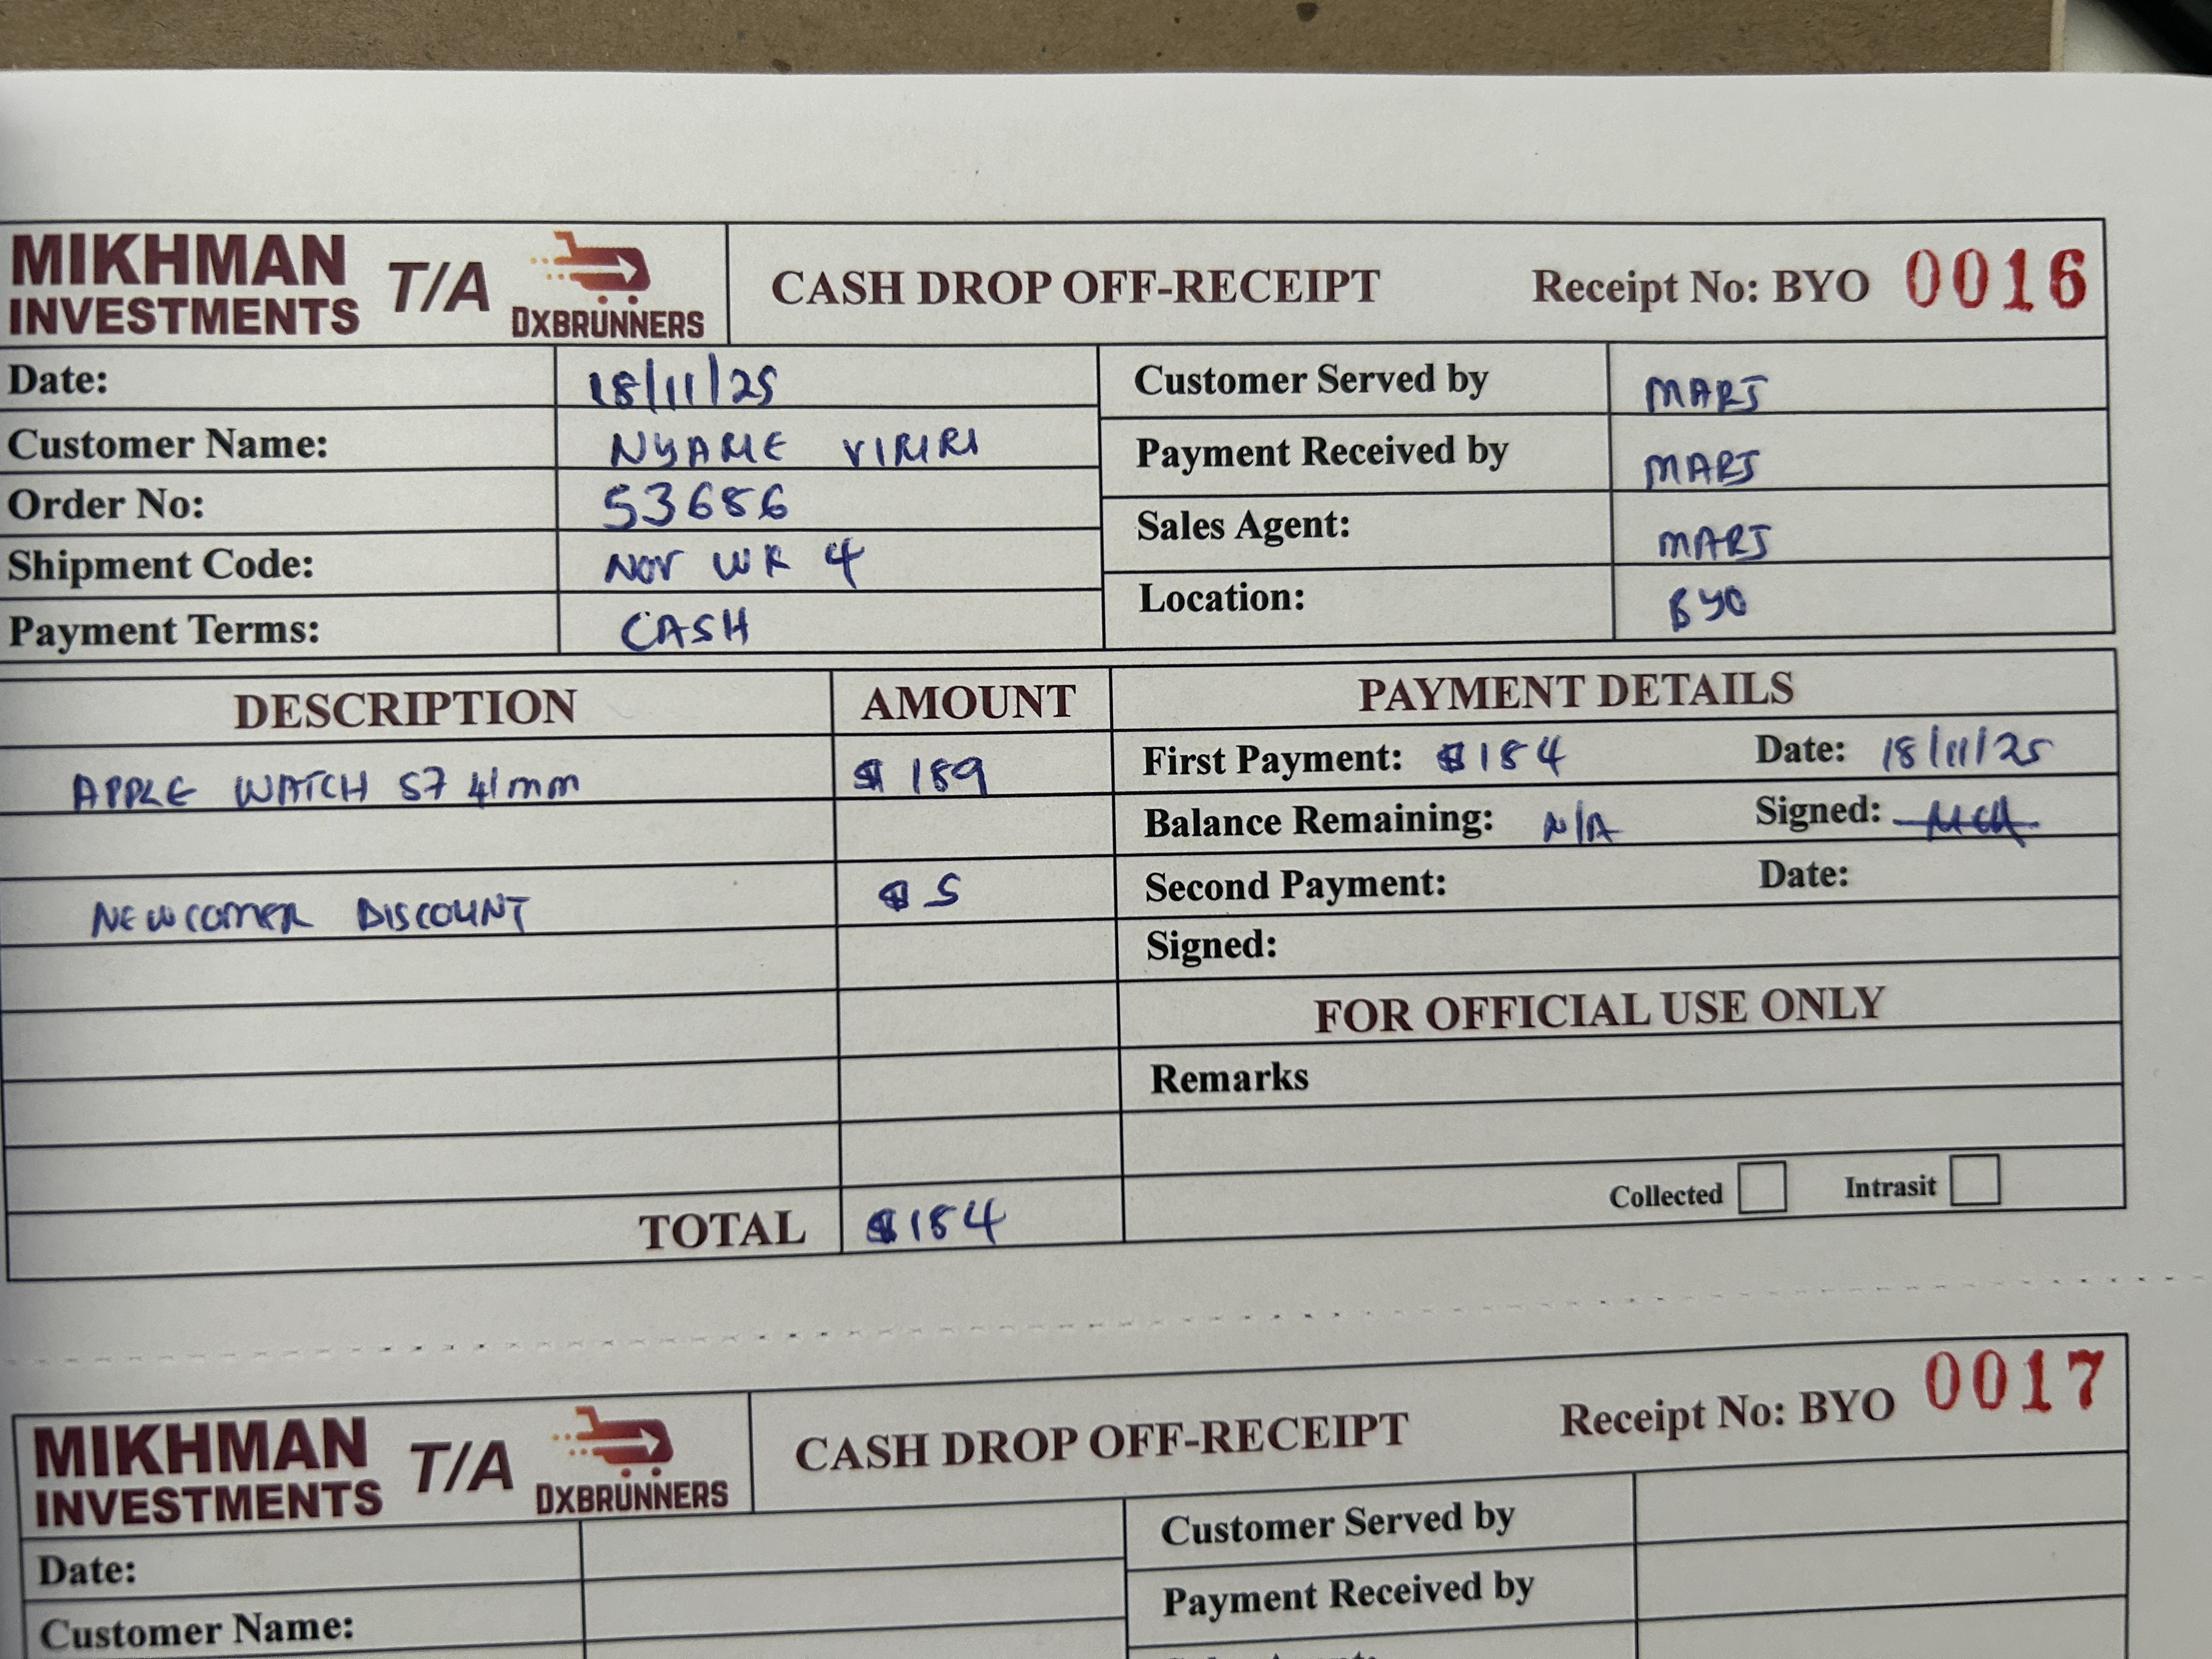 MIKHMAN INVESTMENTS T/A DXBRUNNERS CASH DROP OFF-RECEIPT Receipt No: BYO 0016
Date: 18/11/25 Customer Served by MARJ
Customer Name: NYARIE VIRIRI Payment Received by MARJ
Order No: 53686 Sales Agent: MARJ
Shipment Code: NOV WK 4 Location: BYO
Payment Terms: CASH
DESCRIPTION AMOUNT PAYMENT DETAILS
APPLE WATCH S7 41mm $ 189 First Payment: $184 Date: 18/11/25
Balance Remaining: N/A Signed:
NEWCOMER DISCOUNT $ 5 Second Payment: Date:
Signed:
FOR OFFICIAL USE ONLY
Remarks
Collected Intrasit
TOTAL $184
MIKHMAN INVESTMENTS T/A DXBRUNNERS CASH DROP OFF-RECEIPT Receipt No: BYO 0017
Date: Customer Served by
Customer Name: Payment Received by